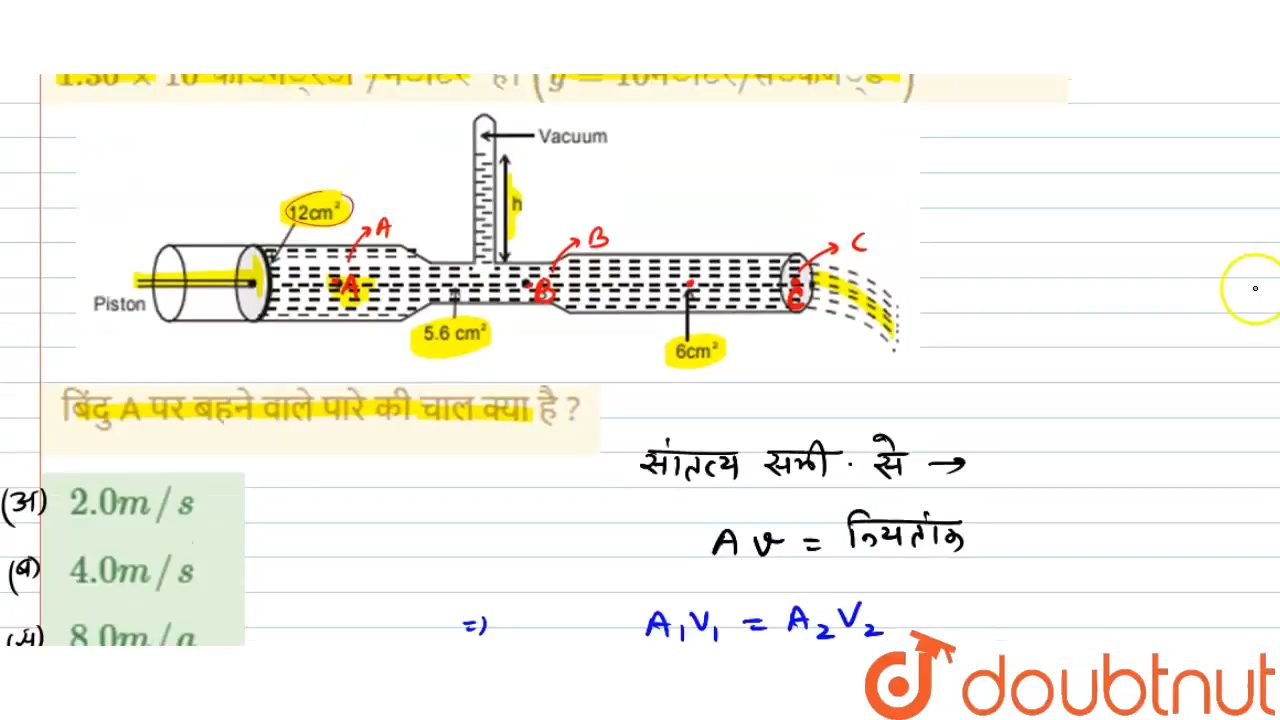 Vacuum
h
12cm²
A
B
C
A
B
C
Piston
5.6 cm²
6cm²
बिंदु A पर बहने वाले पारे की चाल क्या है ?
सांतत्य समी. से →
(अ) 2.0m/s
A v = नियतांक
(ब) 4.0m/s
⇒ A₁V₁ = A₂V₂
doubtnut